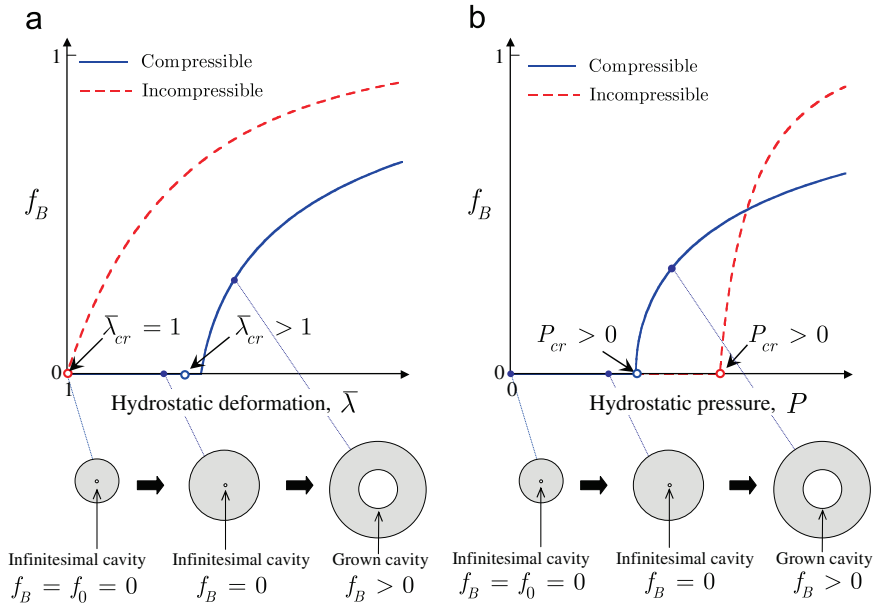 a
1
Compressible
Incompressible
f_B
λ̄_cr = 1
λ̄_cr > 1
0
1
Hydrostatic deformation, λ̄
Infinitesimal cavity
f_B = f_0 = 0
Infinitesimal cavity
f_B = 0
Grown cavity
f_B > 0
b
1
Compressible
Incompressible
f_B
P_cr > 0
P_cr > 0
0
0
Hydrostatic pressure, P
Infinitesimal cavity
f_B = f_0 = 0
Infinitesimal cavity
f_B = 0
Grown cavity
f_B > 0